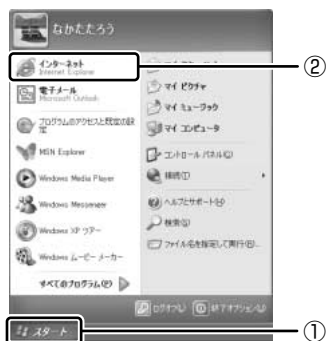 なかたたろう
インターネット
Internet Explorer
電子メール
Microsoft Outlook
プログラムのアクセスと既定の設定
MSN Explorer
Windows Media Player
Windows Messenger
Windows XP ツアー
Windows ムービー メーカー
すべてのプログラム(P)
マイ ピクチャ
マイ ミュージック
マイ コンピュータ
コントロール パネル(C)
接続(T)
ヘルプとサポート(H)
検索(S)
ファイル名を指定して実行(R)...
ログオフ(L)
終了オプション(U)
スタート
②
①